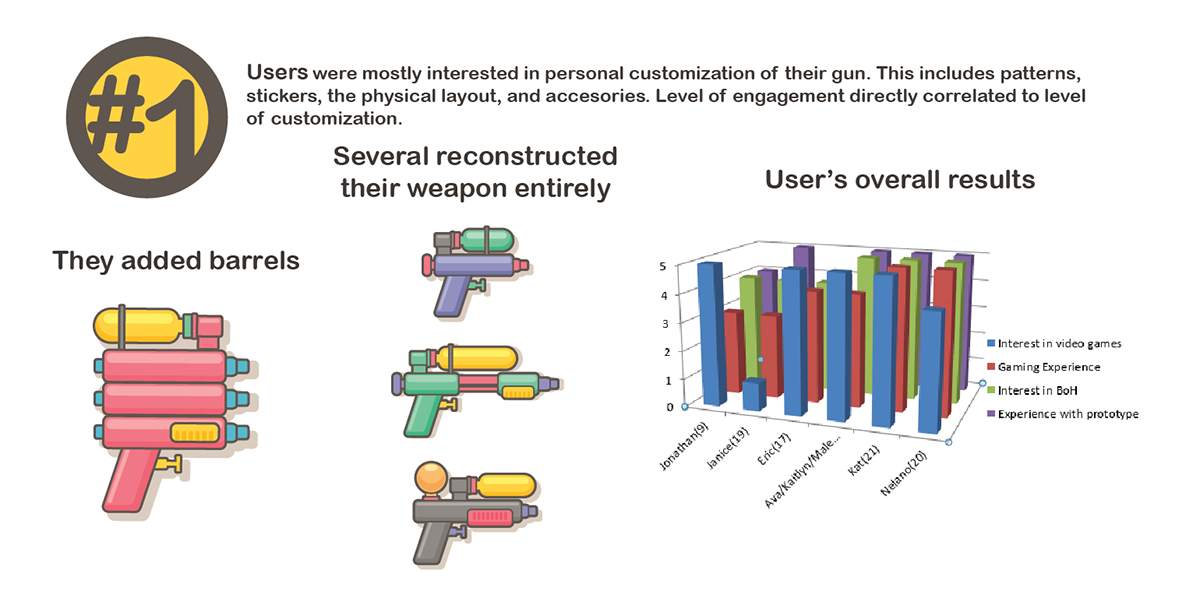 #1
Users were mostly interested in personal customization of their gun. This includes patterns,
stickers, the physical layout, and accesories. Level of engagement directly correlated to level
of customization.
Several reconstructed
their weapon entirely
User's overall results
They added barrels
5
4
3
2
1
0
Interest in video games
Gaming Experience
Interest in BoH
Experience with prototype
Jonathan(9)
Janice(19)
Eric(17)
Ava/Kaitlyn/Male...
Kat(21)
Nelano(20)